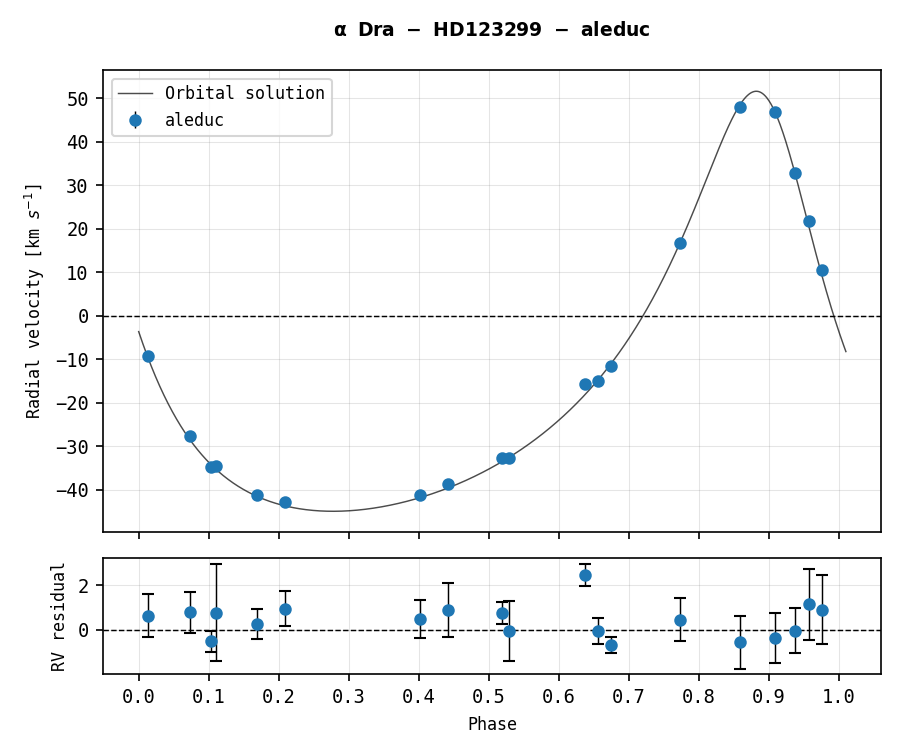 α Dra − HD123299 − aleduc
Orbital solution
aleduc
Radial velocity [km s⁻¹]
50
40
30
20
10
0
−10
−20
−30
−40
RV residual
2
0
0.0 0.1 0.2 0.3 0.4 0.5 0.6 0.7 0.8 0.9 1.0
Phase